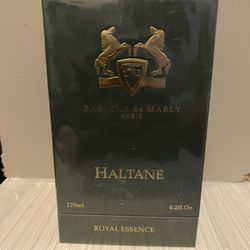 PARFUMS de MARLY
PARIS
HALTANE
125ml 4.2fl.Oz
ROYAL ESSENCE